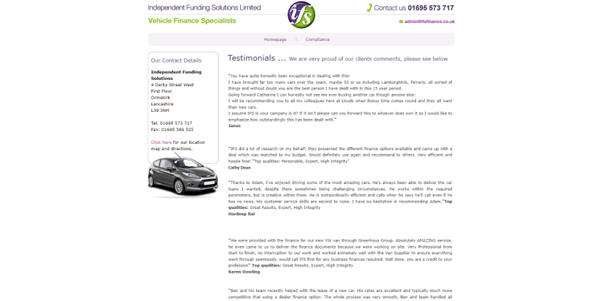 Independent Funding Solutions Limited
Vehicle Finance Specialists
ifs
Contact us 01695 573 717
admin@ifsfinance.co.uk
Homepage
Compliance
Our Contact Details
Independent Funding
Solutions
4 Derby Street West
First Floor
Ormskirk
Lancashire
L39 3NH
Tel: 01695 573 717
Fax: 01695 586 525
Click here for our location
map and directions.
Testimonials ... We are very proud of our clients comments, please see below
"You have quite honestly been exceptional in dealing with this!
I have brought far too many cars over the years, maybe 50 or so including Lamborghinis, Ferraris, all sorted of
things and without doubt you are the best person I have dealt with in this 15 year period.
Going forward Catherine I can honestly not see me ever buying another car though anyone else!
I will be recommending you to all my colleagues here at Lloyds when Bonus time comes round and they all want
their new cars.
I assume IFS is your company is it? If it isn't please can you forward this to whoever does own it as I would like to
emphasise how outstandingly this has been dealt with."
James
"IFS did a lot of research on my behalf; they presented the different finance options available and came up with a
deal which was matched to my budget. Would definitely use again and recommend to others. Very efficient and
hassle free! "Top qualities: Personable, Expert, High Integrity"
Cathy Dean
"Thanks to Adam, I've enjoyed driving some of the most amazing cars. He's always been able to deliver the car
loans I wanted, despite there sometimes being challenging circumstances. He works within the required
parameters, but is creative within them. He is extraordinarily efficient and calls when he says he'll call even if he
has no news. His customer service skills are second to none. I have no hesitation in recommending Adam."Top
qualities: Great Results, Expert, High Integrity
Hardeep Rai
"We were provided with the finance for our new VW van through Greenhous Group. Absolutely AMAZING service,
he even came to us to deliver the finance documents because we were working on site. Very Professional from
start to finish, no interruption to our work and worked extremely well with the Van Supplier to ensure everything
went through seamlessly, would call IFS first for any business finances required. Well done, you are a credit to your
profession" Top qualities: Great Results, Expert, High Integrity
Karen Dowling
"Ben and his team recently helped with the lease of a new car. His rates are excellent and typically much more
competitive that using a dealer finance option. The whole process was very smooth. Ben and team handled all